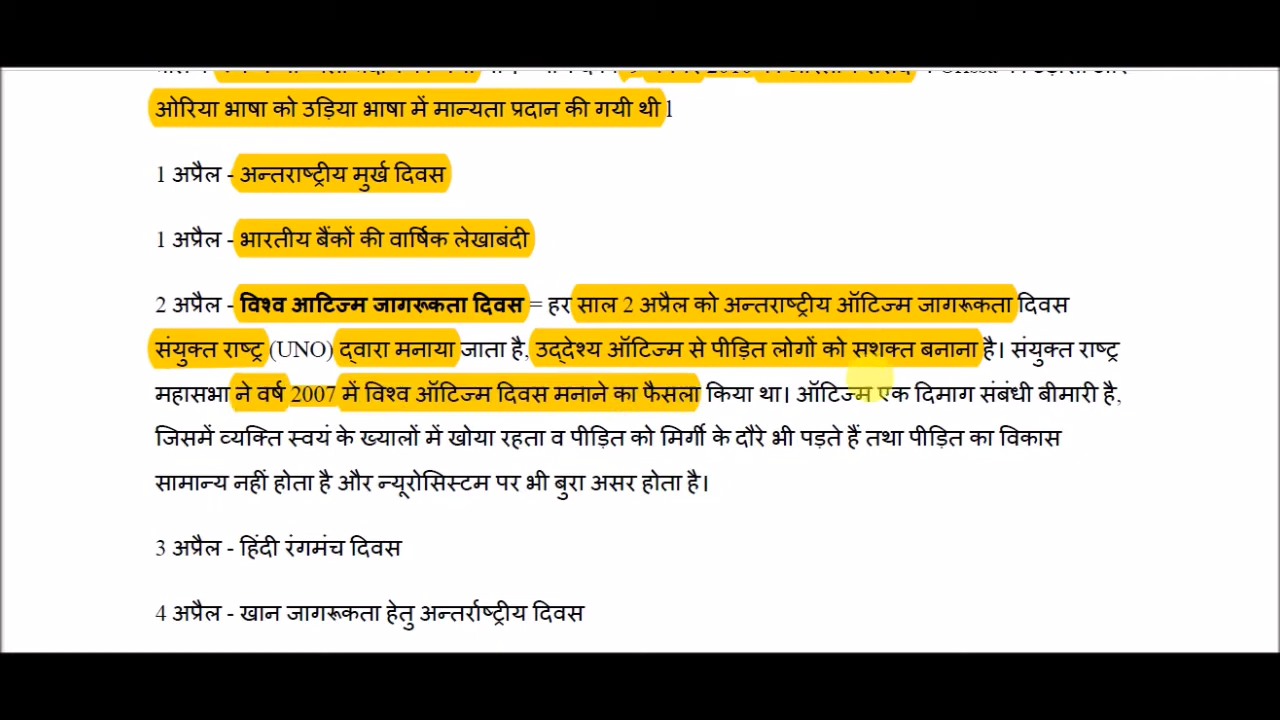 ओरिया भाषा को उड़िया भाषा में मान्यता प्रदान की गयी थी l
1 अप्रैल - अन्तराष्ट्रीय मुर्ख दिवस
1 अप्रैल - भारतीय बैंकों की वार्षिक लेखाबंदी
2 अप्रैल - विश्व आटिज्म जागरूकता दिवस = हर साल 2 अप्रैल को अन्तराष्ट्रीय ऑटिज्म जागरूकता दिवस
संयुक्त राष्ट्र (UNO) द्वारा मनाया जाता है, उद्देश्य ऑटिज्म से पीड़ित लोगों को सशक्त बनाना है। संयुक्त राष्ट्र
महासभा ने वर्ष 2007 में विश्व ऑटिज्म दिवस मनाने का फैसला किया था। ऑटिज्म एक दिमाग संबंधी बीमारी है,
जिसमें व्यक्ति स्वयं के ख्यालों में खोया रहता व पीड़ित को मिर्गी के दौरे भी पड़ते हैं तथा पीड़ित का विकास
सामान्य नहीं होता है और न्यूरोसिस्टम पर भी बुरा असर होता है।
3 अप्रैल - हिंदी रंगमंच दिवस
4 अप्रैल - खान जागरूकता हेतु अन्तर्राष्ट्रीय दिवस